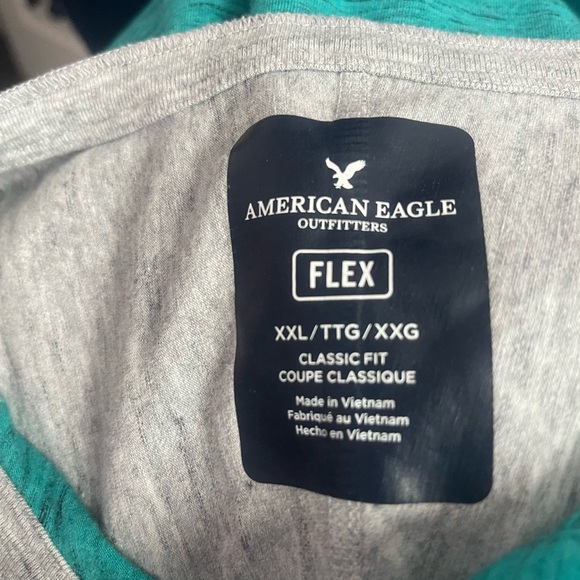 AMERICAN EAGLE
OUTFITTERS
FLEX
XXL/TTG/XXG
CLASSIC FIT
COUPE CLASSIQUE
Made in Vietnam
Fabriqué au Vietnam
Hecho en Vietnam